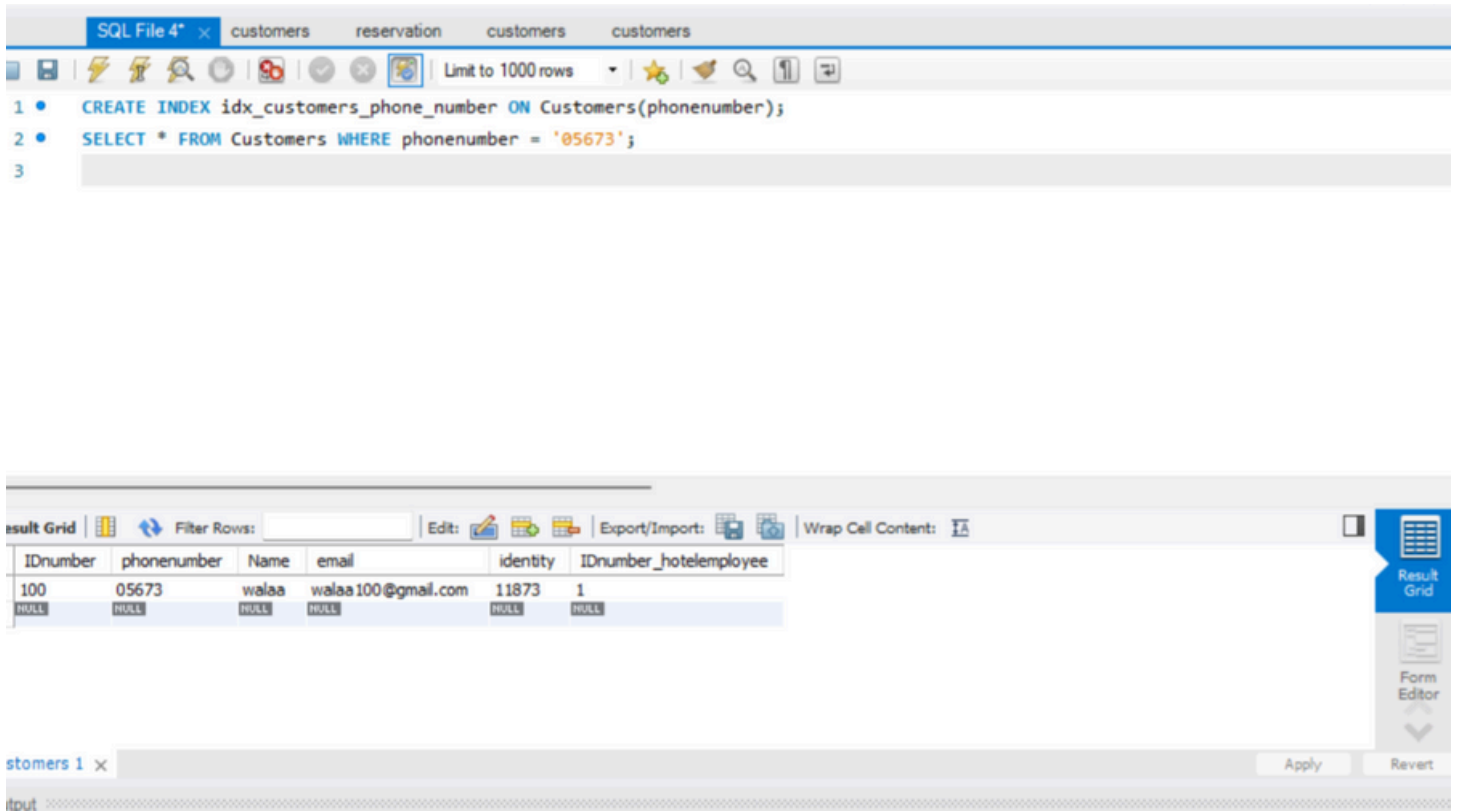 SQL File 4* customers reservation customers customers
Limit to 1000 rows
1 CREATE INDEX idx_customers_phone_number ON Customers(phonenumber);
2 SELECT * FROM Customers WHERE phonenumber = '05673';
3
esult Grid Filter Rows: Edit: Export/Import: Wrap Cell Content: IA
IDnumber phonenumber Name email identity IDnumber_hotelemployee
100 05673 walaa walaa100@gmail.com 11873 1
NULL NULL NULL NULL NULL NULL
Result
Grid
Form
Editor
stomers 1 Apply Revert
tput